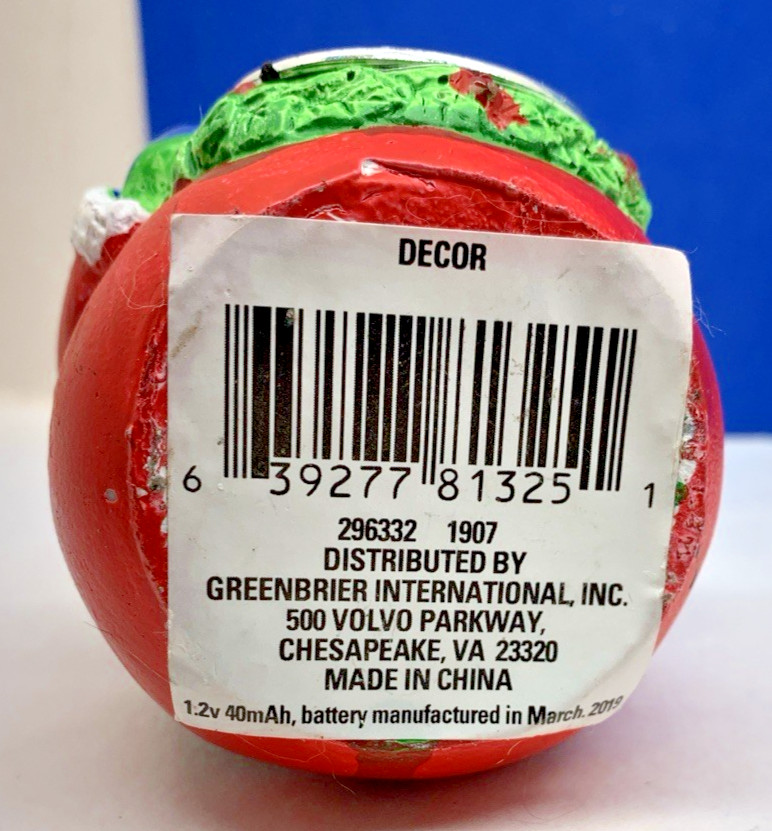 DECOR
6 39277 81325 1
296332 1907
DISTRIBUTED BY
GREENBRIER INTERNATIONAL, INC.
500 VOLVO PARKWAY,
CHESAPEAKE, VA 23320
MADE IN CHINA
1.2v 40mAh, battery manufactured in March. 2019